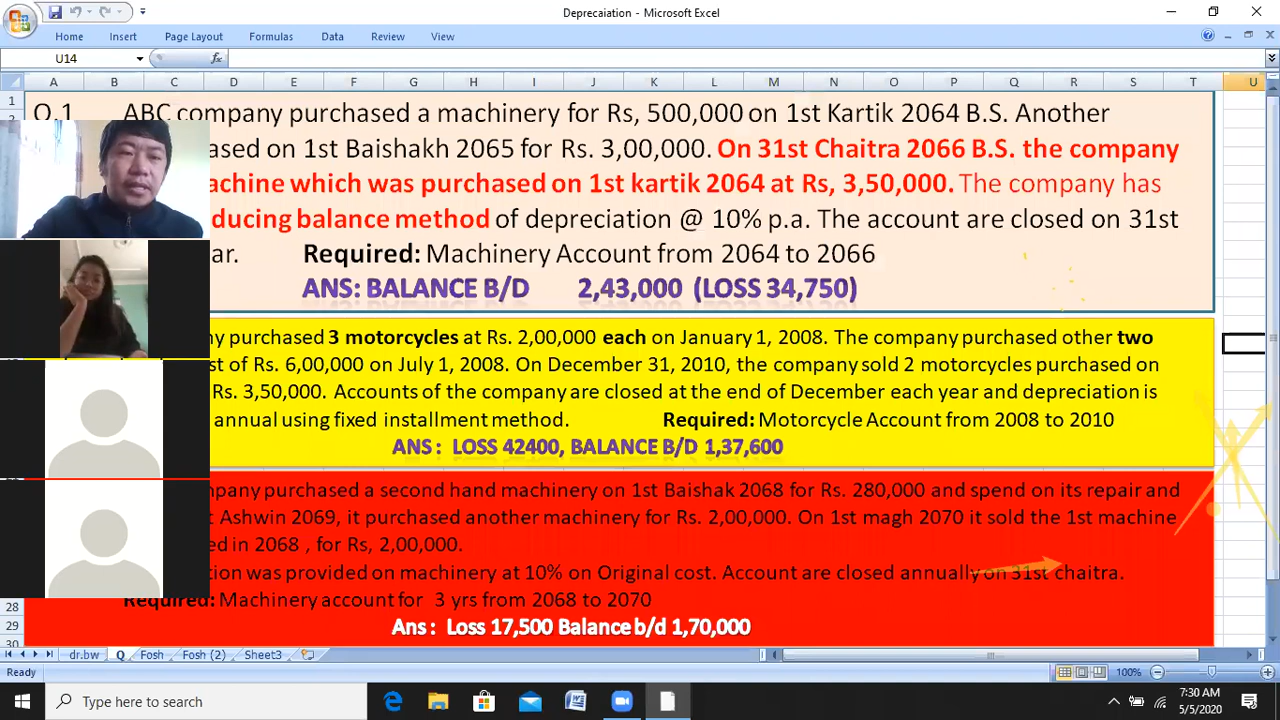 Deprecaiation - Microsoft Excel
Home Insert Page Layout Formulas Data Review View
U14 fx
A B C D E F G H I J K L M N O P Q R S T U
1 Q.1 ABC company purchased a machinery for Rs, 500,000 on 1st Kartik 2064 B.S. Another
ased on 1st Baishakh 2065 for Rs. 3,00,000. On 31st Chaitra 2066 B.S. the company
achine which was purchased on 1st kartik 2064 at Rs, 3,50,000. The company has
ducing balance method of depreciation @ 10% p.a. The account are closed on 31st
ar. Required: Machinery Account from 2064 to 2066
ANS: BALANCE B/D 2,43,000 (LOSS 34,750)
ny purchased 3 motorcycles at Rs. 2,00,000 each on January 1, 2008. The company purchased other two
st of Rs. 6,00,000 on July 1, 2008. On December 31, 2010, the company sold 2 motorcycles purchased on
Rs. 3,50,000. Accounts of the company are closed at the end of December each year and depreciation is
annual using fixed installment method. Required: Motorcycle Account from 2008 to 2010
ANS : LOSS 42400, BALANCE B/D 1,37,600
mpany purchased a second hand machinery on 1st Baishak 2068 for Rs. 280,000 and spend on its repair and
t Ashwin 2069, it purchased another machinery for Rs. 2,00,000. On 1st magh 2070 it sold the 1st machine
ed in 2068 , for Rs, 2,00,000.
tion was provided on machinery at 10% on Original cost. Account are closed annually on 31st chaitra.
28 Required: Machinery account for 3 yrs from 2068 to 2070
29 Ans : Loss 17,500 Balance b/d 1,70,000
30
dr.bw Q Fosh Fosh (2) Sheet3
Ready 100%
Type here to search
7:30 AM
5/5/2020